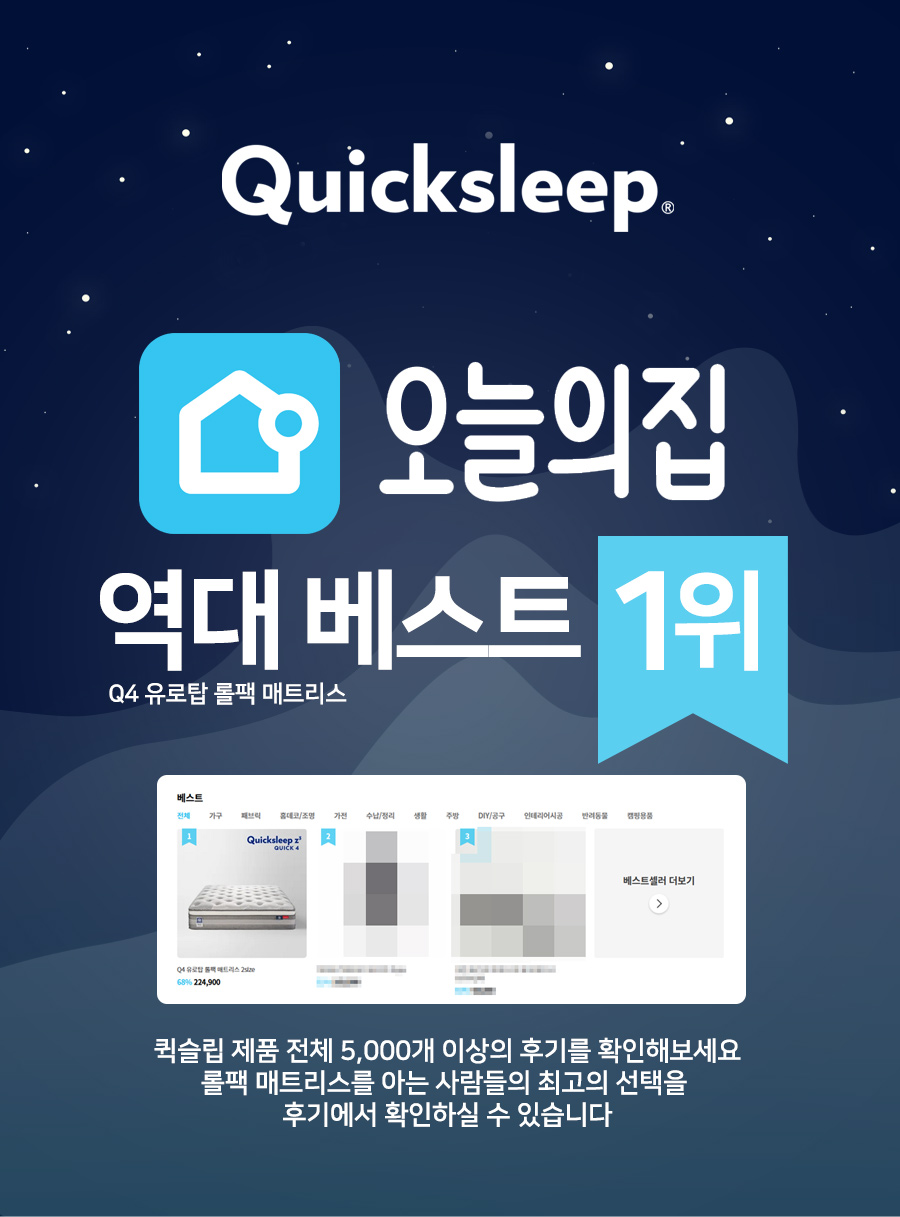 Quicksleep®
오늘의집
역대 베스트 1위
Q4 유로탑 롤팩 매트리스
베스트
전체 가구 패브릭 홈데코/조명 가전 수납/정리 생활 주방 DIY/공구 인테리어시공 반려동물 캠핑용품
1 2 3
Quicksleep z³
QUICK 4
베스트셀러 더보기
Q4 유로탑 롤팩 매트리스 2size
68% 224,900
퀵슬립 제품 전체 5,000개 이상의 후기를 확인해보세요
롤팩 매트리스를 아는 사람들의 최고의 선택을
후기에서 확인하실 수 있습니다